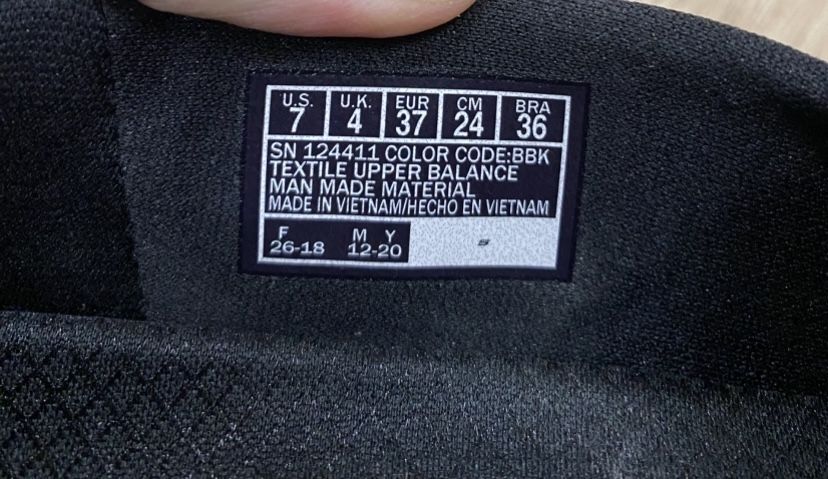 U.S. U.K. EUR CM BRA
7 4 37 24 36
SN 124411 COLOR CODE:BBK
TEXTILE UPPER BALANCE
MAN MADE MATERIAL
MADE IN VIETNAM/HECHO EN VIETNAM
F M Y
26-18 12-20